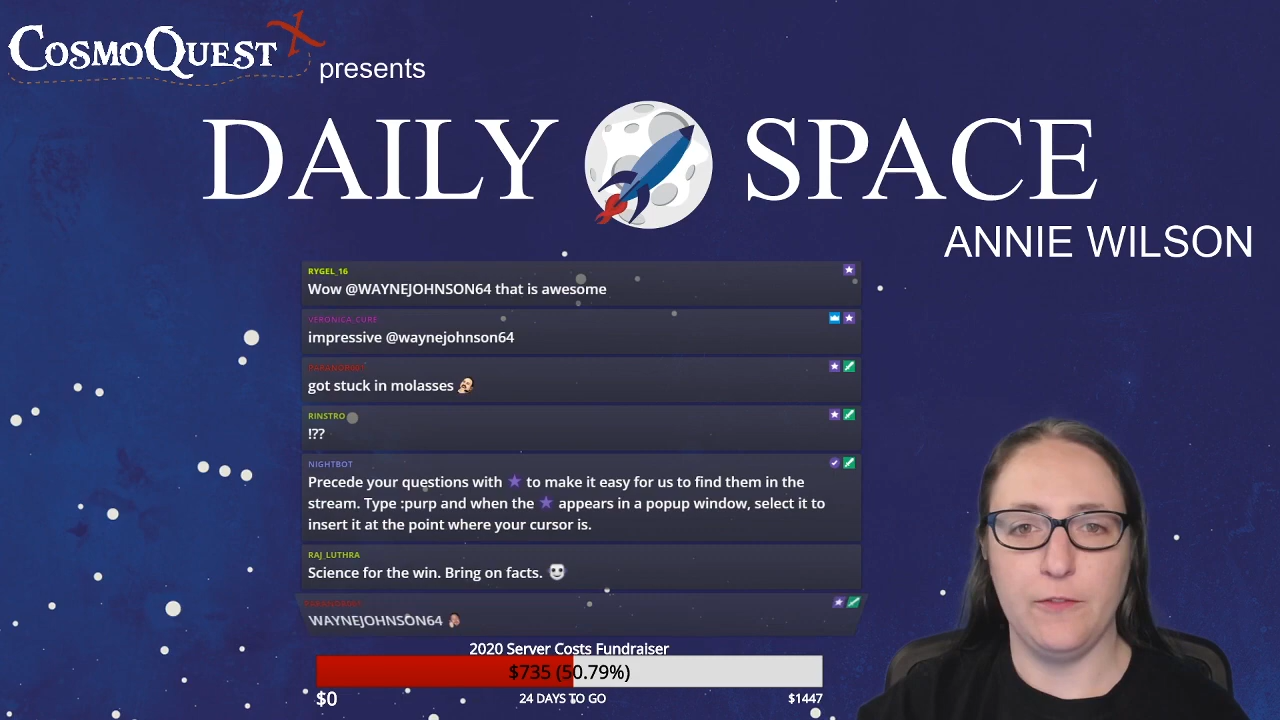 COSMOQUEST X
presents
DAILY SPACE
ANNIE WILSON
RYGEL_16
Wow @WAYNEJOHNSON64 that is awesome
VERONICA_CURE
impressive @waynejohnson64
got stuck in molasses
RINSTRO
!??
NIGHTBOT
Precede your questions with ★ to make it easy for us to find them in the
stream. Type :purp and when the ★ appears in a popup window, select it to
insert it at the point where your cursor is.
RAJ_LUTHRA
Science for the win. Bring on facts.
WAYNEJOHNSON64
2020 Server Costs Fundraiser
$735 (50.79%)
$0 24 DAYS TO GO $1447